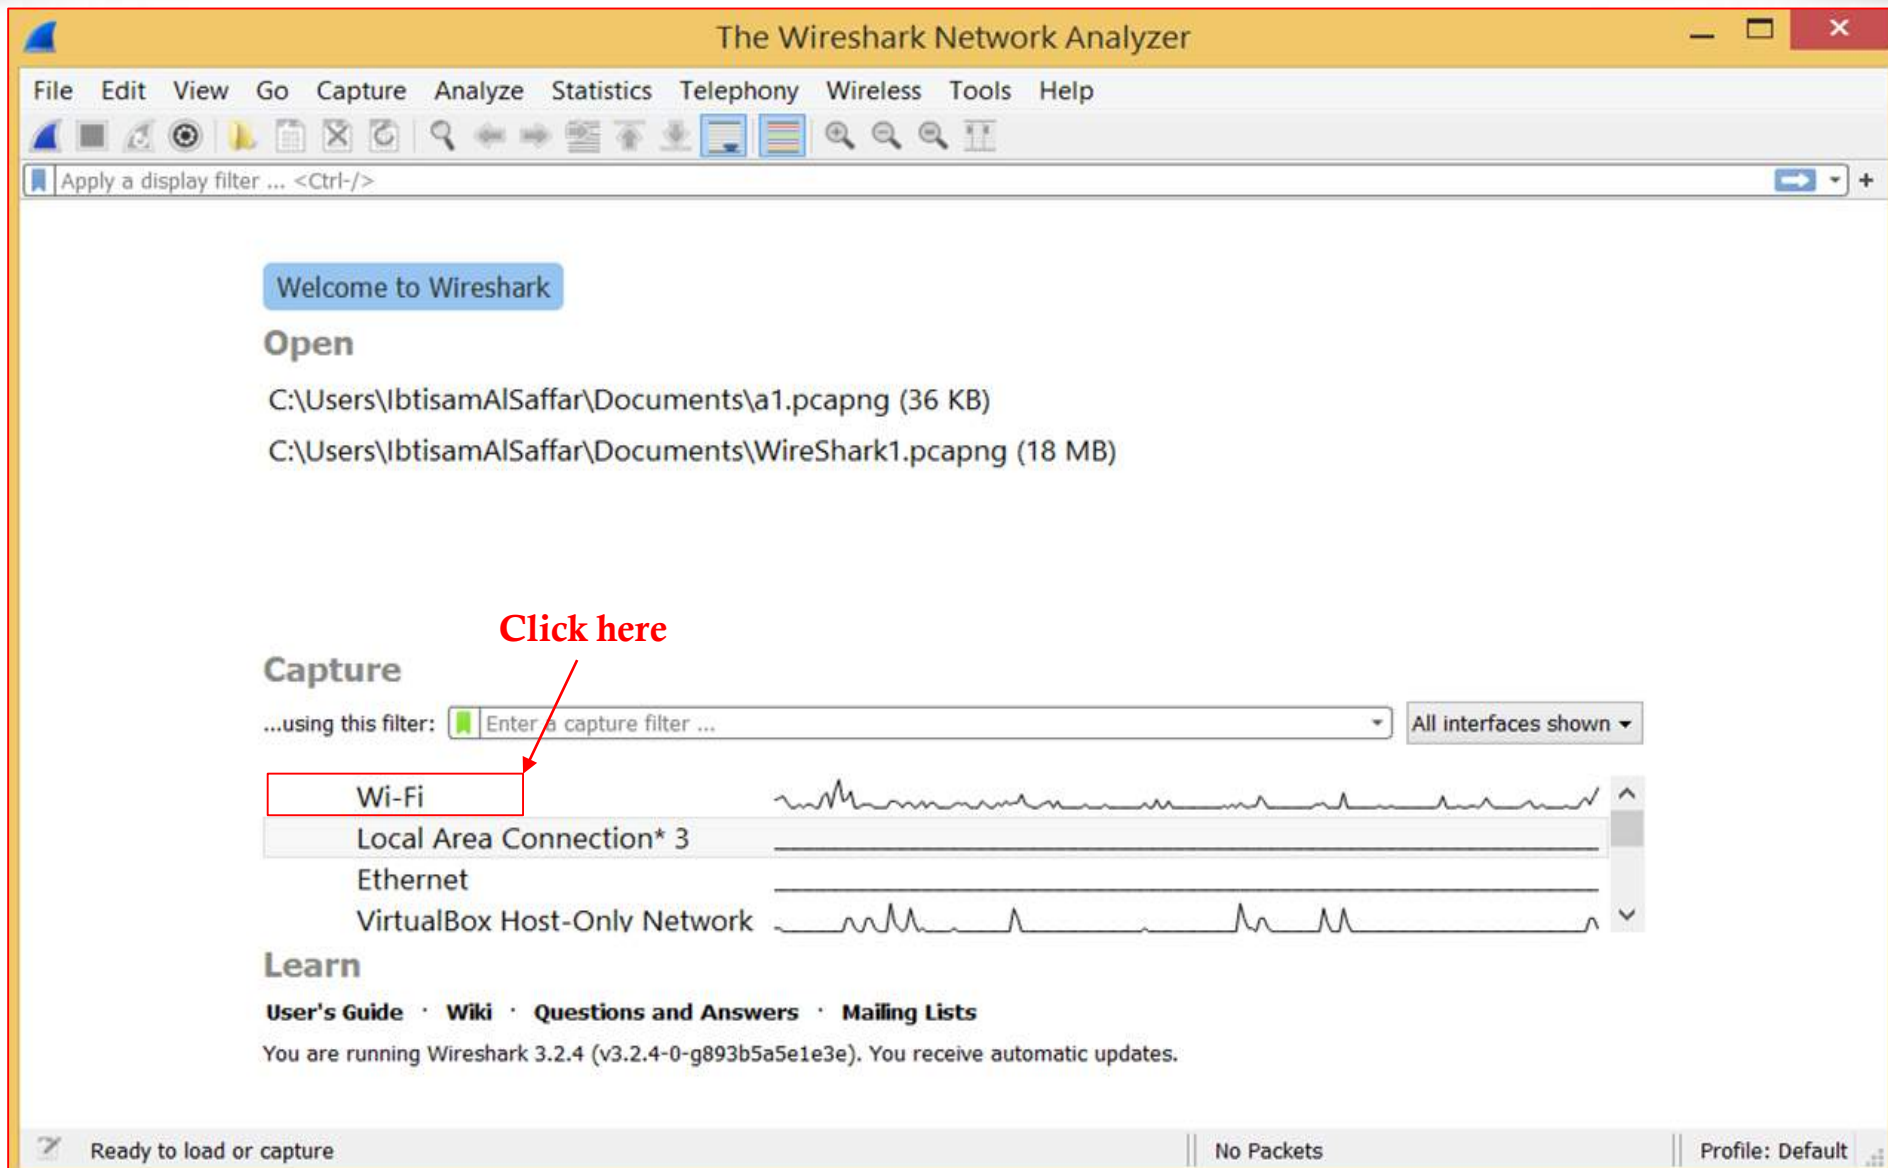 The Wireshark Network Analyzer
File Edit View Go Capture Analyze Statistics Telephony Wireless Tools Help
Apply a display filter ... <Ctrl-/>
Welcome to Wireshark
Open
C:\Users\IbtisamAlSaffar\Documents\a1.pcapng (36 KB)
C:\Users\IbtisamAlSaffar\Documents\WireShark1.pcapng (18 MB)
Click here
Capture
...using this filter: Enter a capture filter ... All interfaces shown
Wi-Fi
Local Area Connection* 3
Ethernet
VirtualBox Host-Only Network
Learn
User's Guide · Wiki · Questions and Answers · Mailing Lists
You are running Wireshark 3.2.4 (v3.2.4-0-g893b5a5e1e3e). You receive automatic updates.
Ready to load or capture No Packets Profile: Default